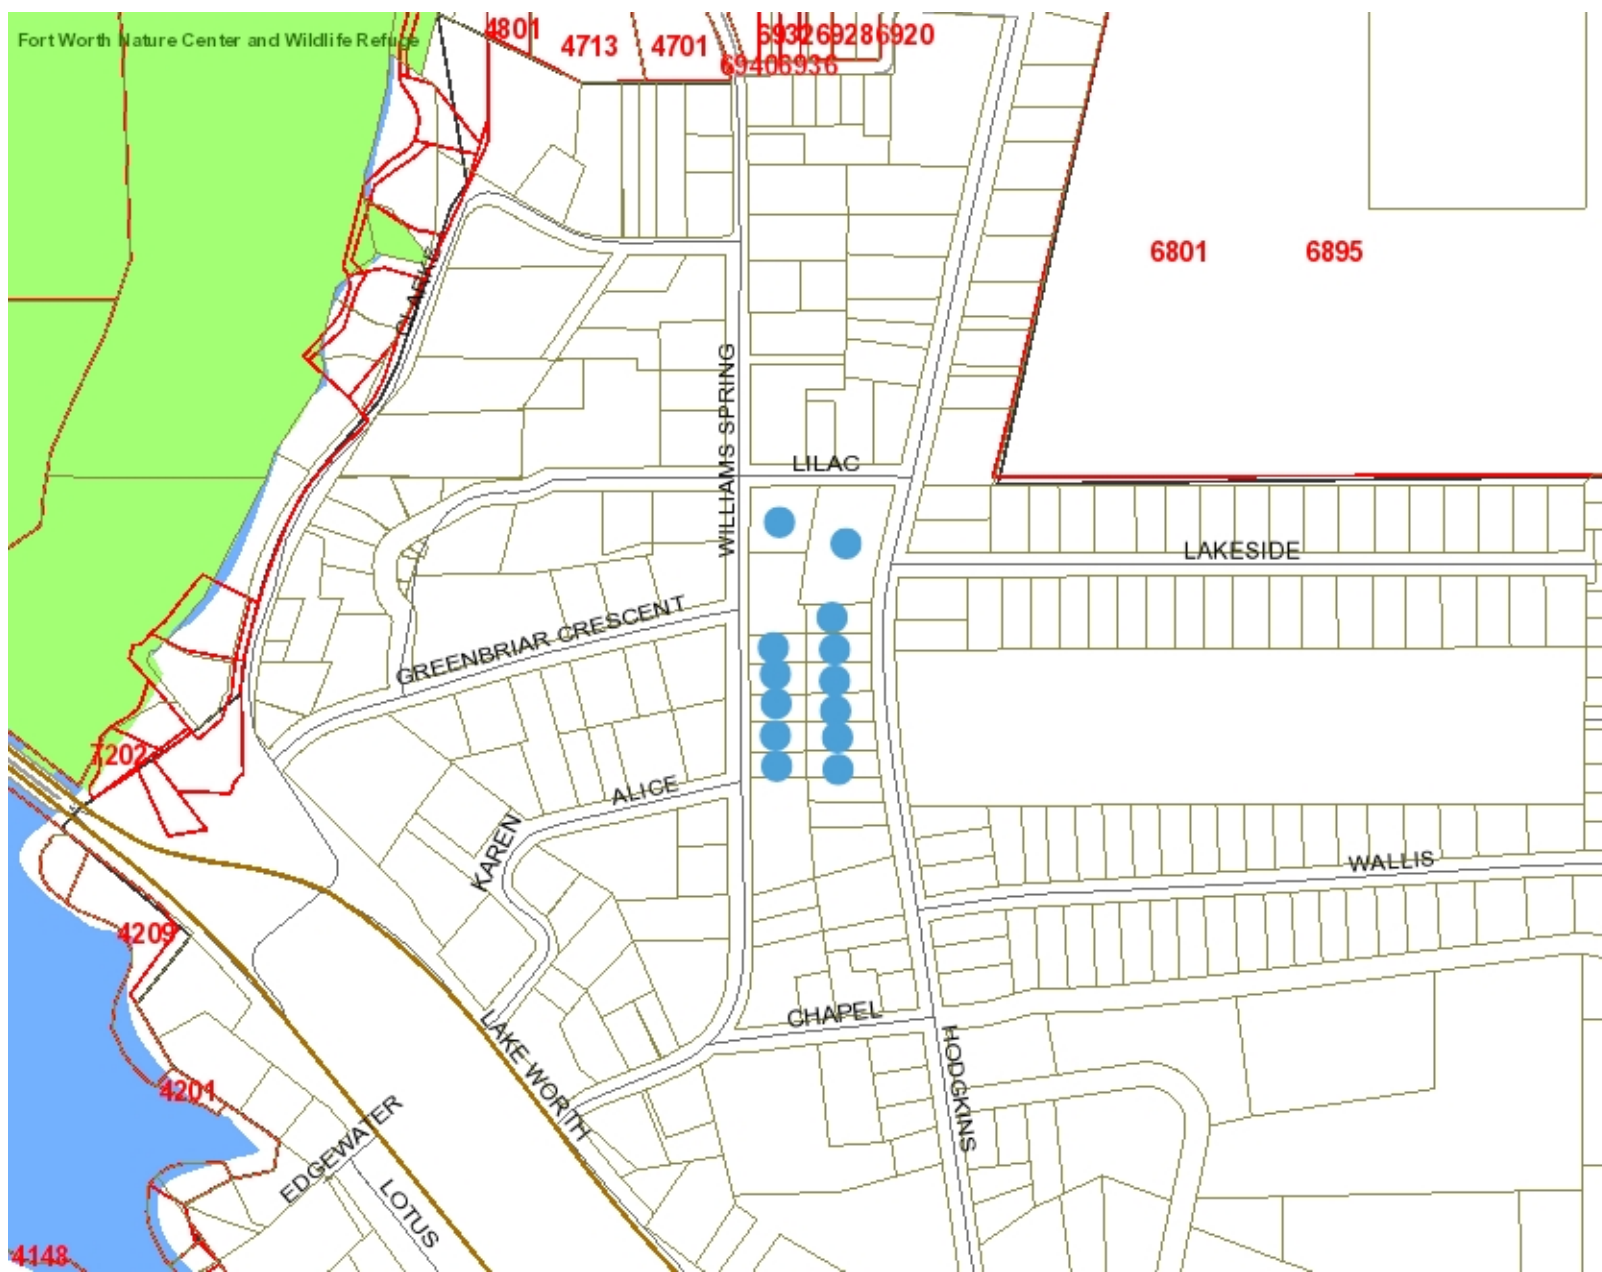 4801
Fort Worth Nature Center and Wildlife Refuge
4713
4701
6932
6928
6920
6940
6936
6801
6895
CLARKE
WILLIAMS SPRING
LILAC
LAKESIDE
GREENBRIAR CRESCENT
7202
ALICE
KAREN
WALLIS
4209
CHAPEL
LAKE WORTH
HODGKINS
4201
EDGEWATER
LOTUS
4148